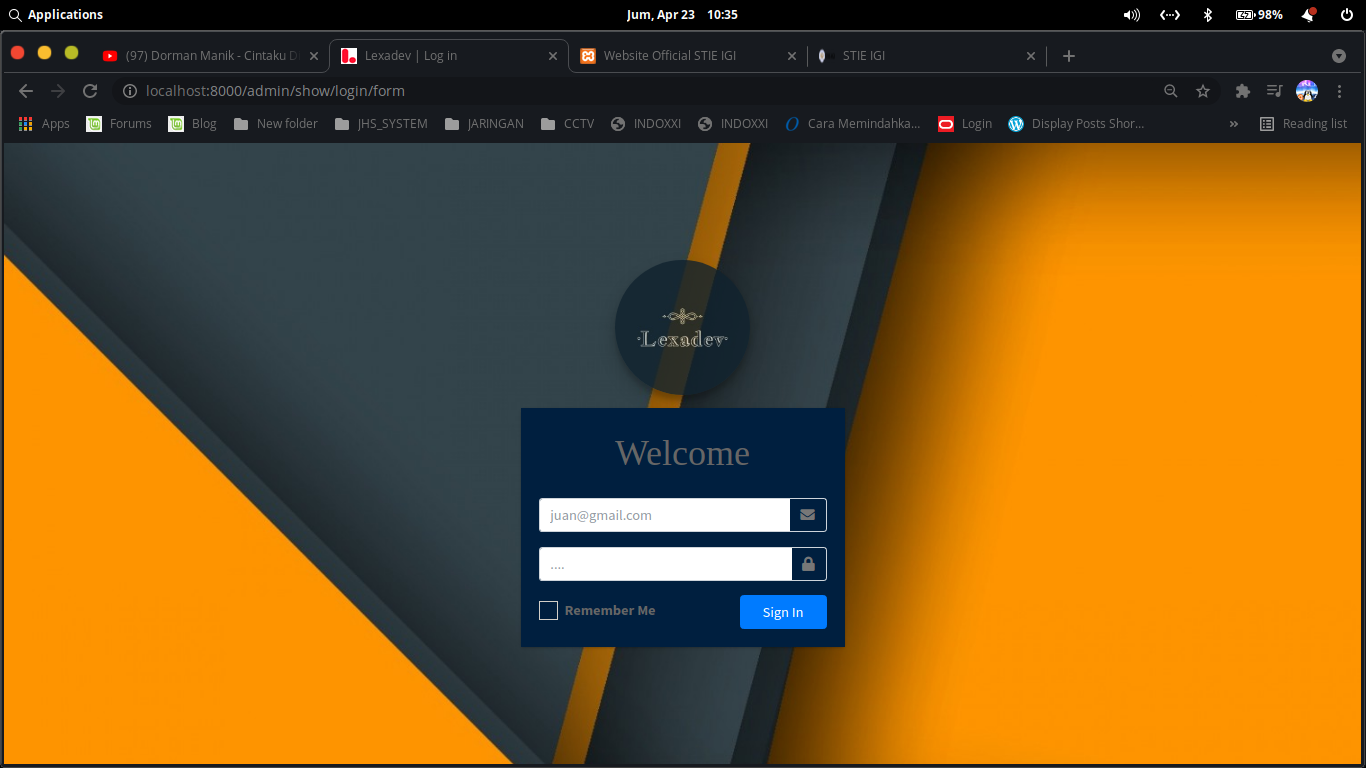 Applications
Jum, Apr 23 10:35
98%
(97) Dorman Manik - Cintaku D
Lexadev | Log in
Website Official STIE IGI
STIE IGI
localhost:8000/admin/show/login/form
Apps
Forums
Blog
New folder
JHS_SYSTEM
JARINGAN
CCTV
INDOXXI
INDOXXI
Cara Memindahka...
Login
Display Posts Shor...
»
Reading list
Lexadev
Welcome
juan@gmail.com
....
Remember Me
Sign In